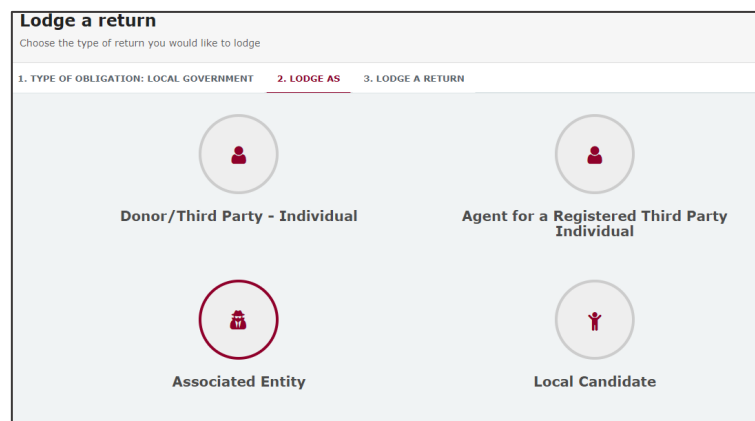 Lodge a return
Choose the type of return you would like to lodge
1. TYPE OF OBLIGATION: LOCAL GOVERNMENT 2. LODGE AS 3. LODGE A RETURN
Donor/Third Party - Individual
Agent for a Registered Third Party
Individual
Associated Entity
Local Candidate